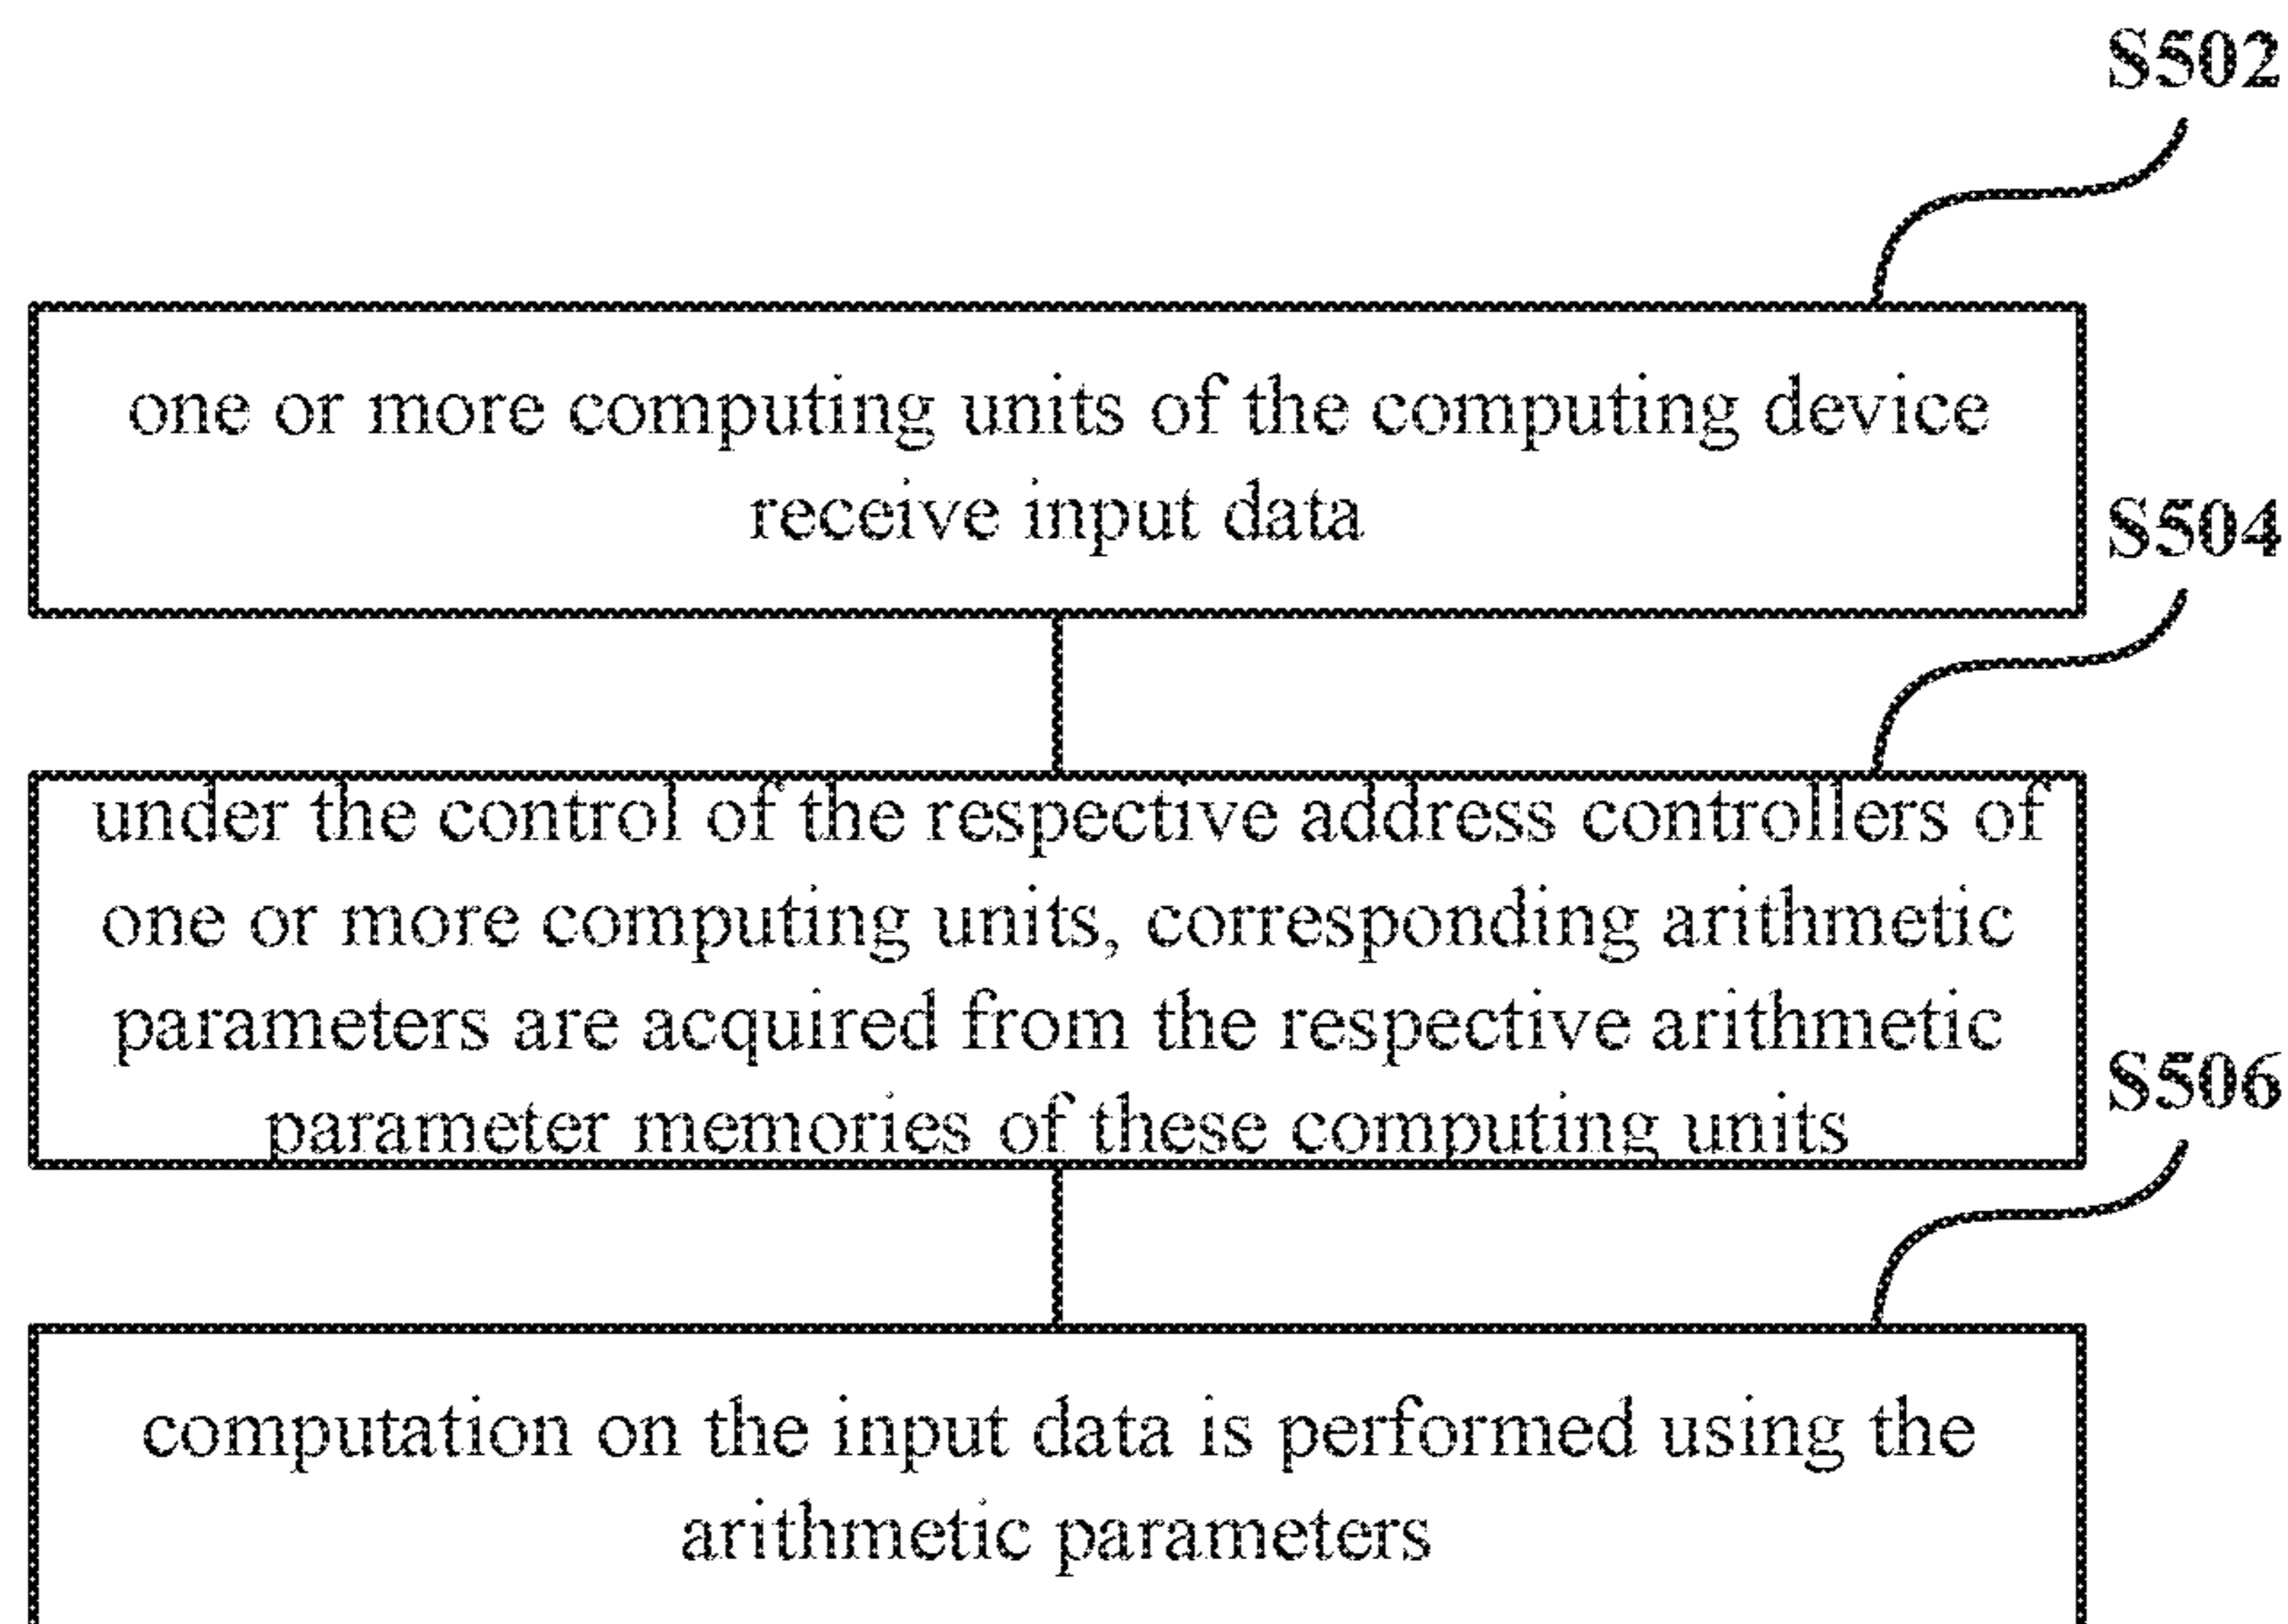 S502
one or more computing units of the computing device
receive input data
S504
under the control of the respective address controllers of
one or more computing units, corresponding arithmetic
parameters are acquired from the respective arithmetic
parameter memories of these computing units
S506
computation on the input data is performed using the
arithmetic parameters